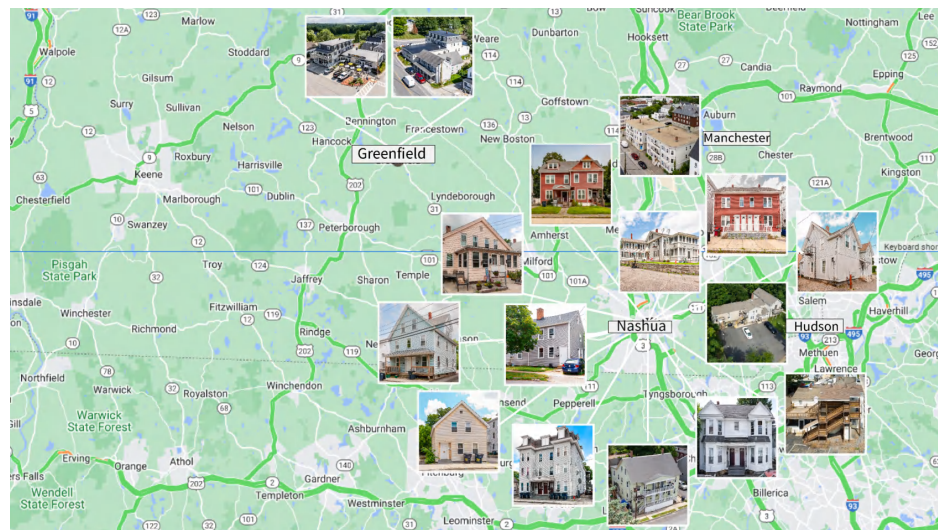 Marlow
Walpole
Stoddard
Gilsum
Surry
Sullivan
Nelson
Roxbury
Keene
Harrisville
Chesterfield
Marlborough
Dublin
Swanzey
Peterborough
Pisgah
State Park
Troy
Jaffrey
Sharon
Temple
Winchester
Fitzwilliam
Richmond
Rindge
Northfield
Warwick
Royalston
Winchendon
Warwick
State Forest
Ashburnham
Erving
Orange
Athol
Gardner
Templeton
Westminster
Wendell
State Forest
Leominster
Weare
Dunbarton
Hooksett
Bear Brook
State Park
Nottingham
Lee
Candia
Epping
Raymond
Goffstown
Auburn
Bennington
Francestown
New Boston
Hancock
Greenfield
Manchester
Brentwood
Chester
Kingston
Lyndeborough
Amherst
Milford
Keyboard shor
Salem
Haverhill
Nashua
Hudson
Methuen
Lawrence
Pepperell
Tyngsborough
Billerica